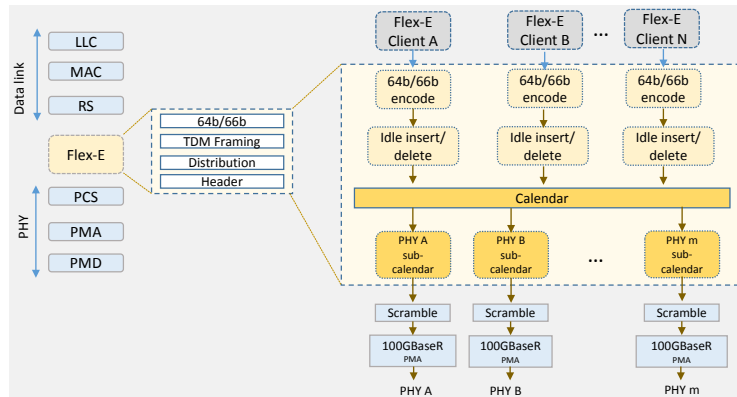 LLC
MAC
RS
Data link
Flex-E
PCS
PMA
PMD
PHY
64b/66b
TDM Framing
Distribution
Header
Flex-E
Client A
Flex-E
Client B
...
Flex-E
Client N
64b/66b
encode
64b/66b
encode
64b/66b
encode
Idle insert/
delete
Idle insert/
delete
Idle insert/
delete
Calendar
PHY A
sub-
calendar
PHY B
sub-
calendar
...
PHY m
sub-
calendar
Scramble
Scramble
Scramble
100GBaseR
PMA
100GBaseR
PMA
100GBaseR
PMA
PHY A
PHY B
PHY m